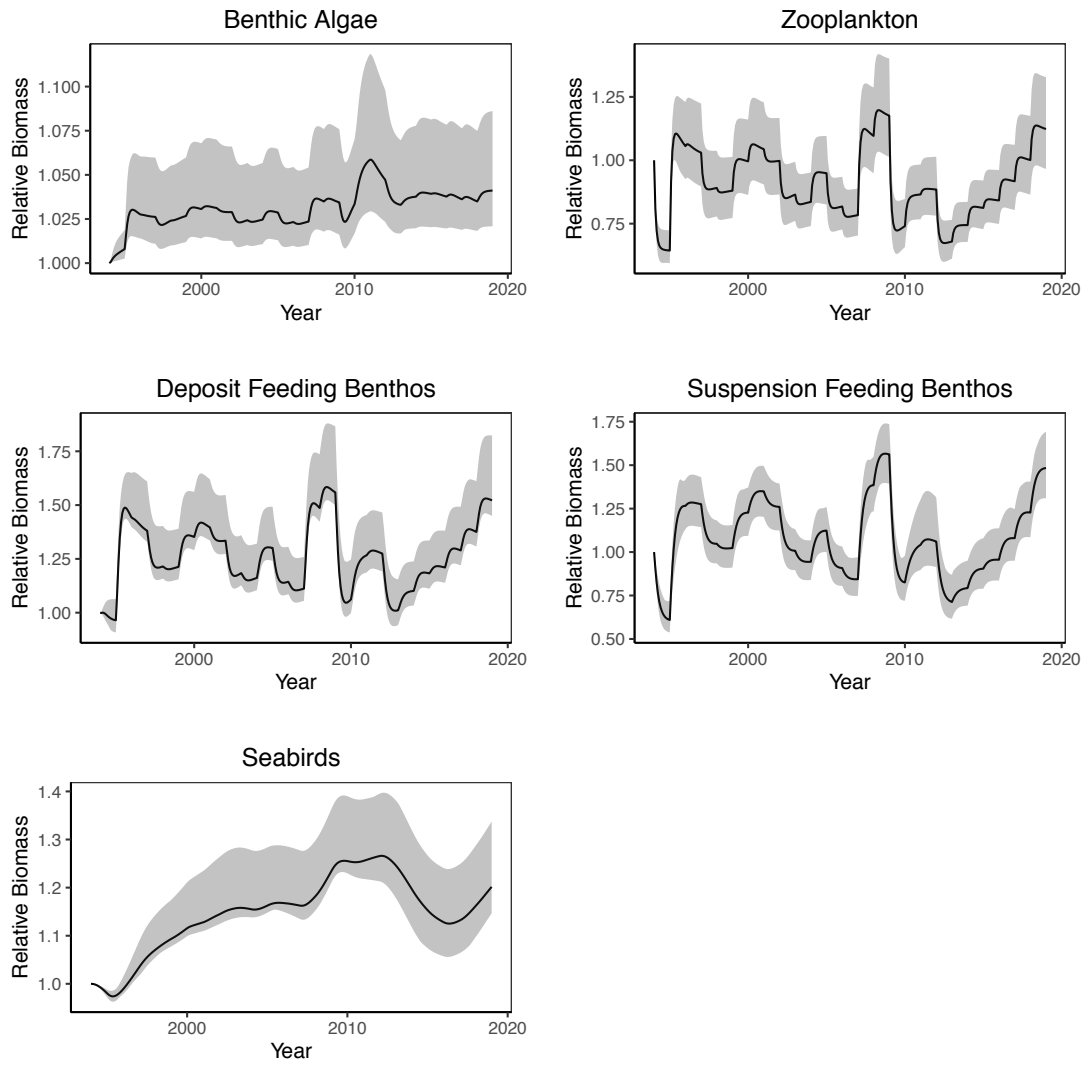 Benthic Algae
Relative Biomass
1.100
1.075
1.050
1.025
1.000
2000 2010 2020
Year
Zooplankton
Relative Biomass
1.25
1.00
0.75
2000 2010 2020
Year
Deposit Feeding Benthos
Relative Biomass
1.75
1.50
1.25
1.00
2000 2010 2020
Year
Suspension Feeding Benthos
Relative Biomass
1.75
1.50
1.25
1.00
0.75
0.50
2000 2010 2020
Year
Seabirds
Relative Biomass
1.4
1.3
1.2
1.1
1.0
2000 2010 2020
Year